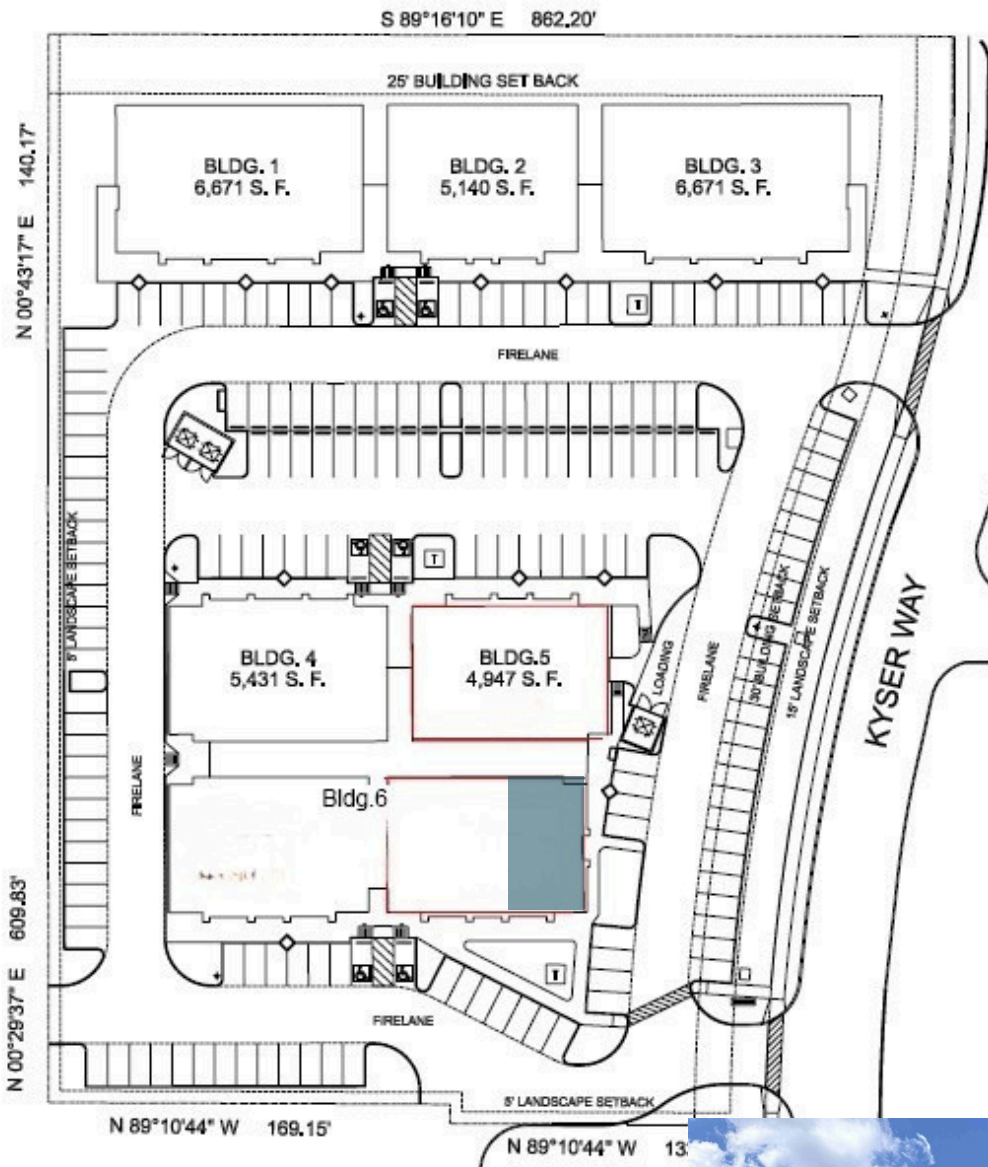 S 89°16'10" E 862.20'
25' BUILDING SET BACK
N 00°43'17" E 140.17'
BLDG. 1
6,671 S. F.
BLDG. 2
5,140 S. F.
BLDG. 3
6,671 S. F.
T
FIRELANE
5' LANDSCAPE SETBACK
T
BLDG. 4
5,431 S. F.
BLDG.5
4,947 S. F.
LOADING
FIRELANE
30' BUILDING SETBACK
15' LANDSCAPE SETBACK
KYSER WAY
FIRELANE
Bldg.6
N 00°29'37" E 609.83'
T
FIRELANE
5' LANDSCAPE SETBACK
N 89°10'44" W 169.15'
N 89°10'44" W